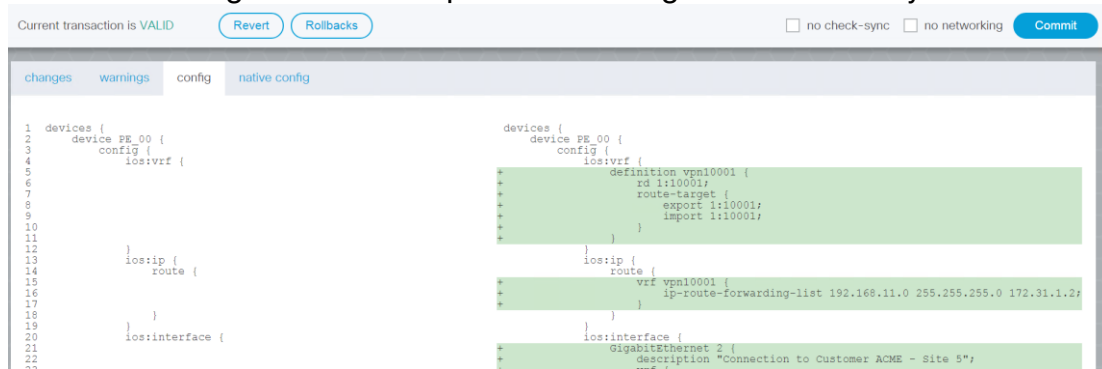 Current transaction is VALID Revert Rollbacks no check-sync no networking Commit
changes warnings config native config
1 devices { devices {
2 device PE_00 { device PE_00 {
3 config { config {
4 ios:vrf { ios:vrf {
5 + definition vpn10001 {
6 + rd 1:10001;
7 + route-target {
8 + export 1:10001;
9 + import 1:10001;
10 + }
11 + }
12 } }
13 ios:ip { ios:ip {
14 route { route {
15 + vrf vpn10001 {
16 + ip-route-forwarding-list 192.168.11.0 255.255.255.0 172.31.1.2;
17 + }
18 } }
19 } }
20 ios:interface { ios:interface {
21 + GigabitEthernet 2 {
22 + description "Connection to Customer ACME - Site 5";